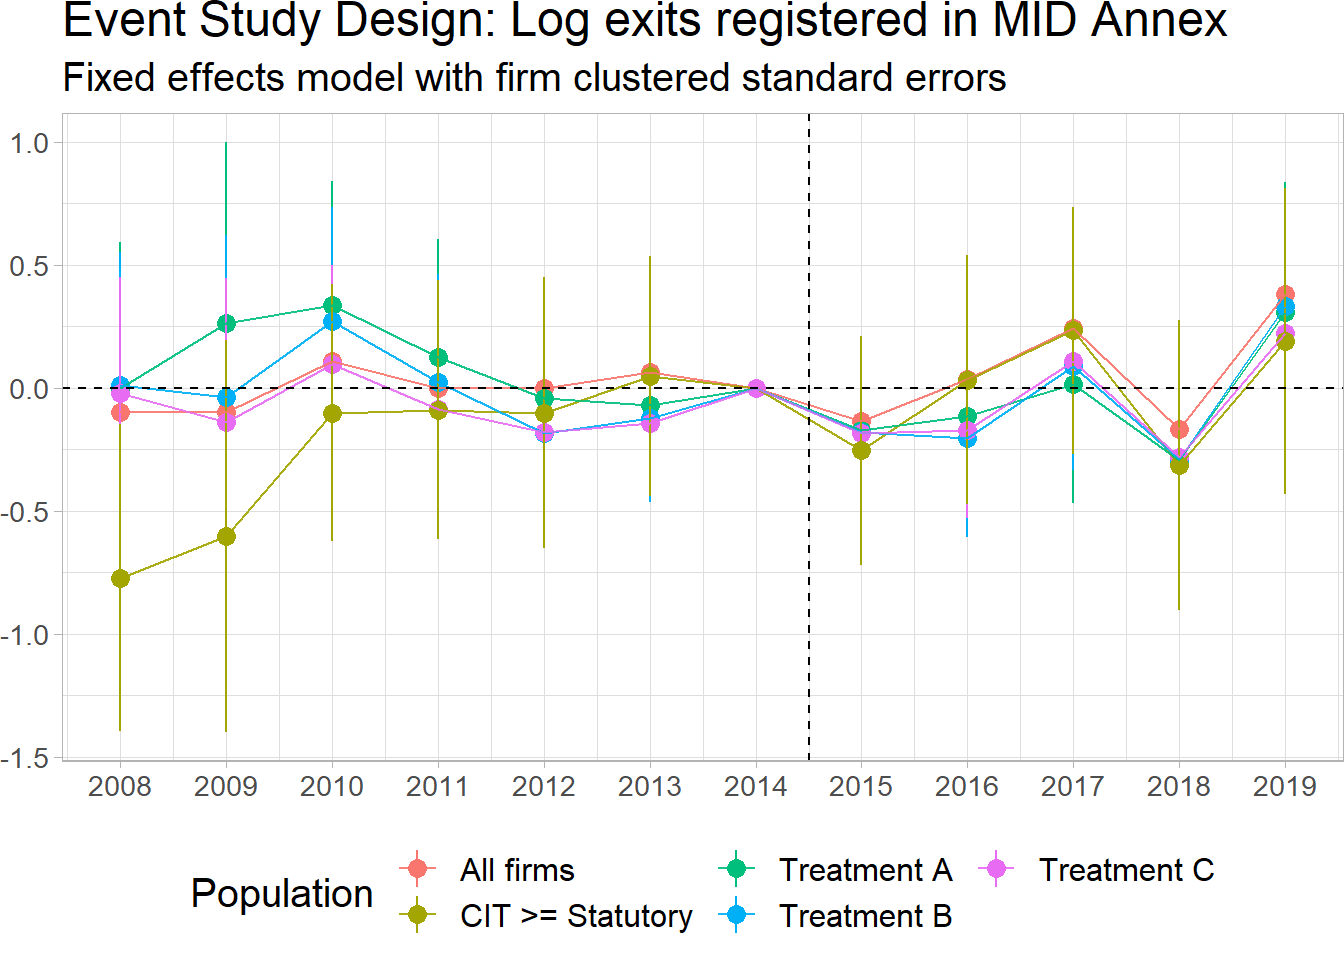 Event Study Design: Log exits registered in MID Annex
Fixed effects model with firm clustered standard errors
1.0
0.5
0.0
-0.5
-1.0
-1.5
2008 2009 2010 2011 2012 2013 2014 2015 2016 2017 2018 2019
Population
All firms Treatment A Treatment C
CIT >= Statutory Treatment B